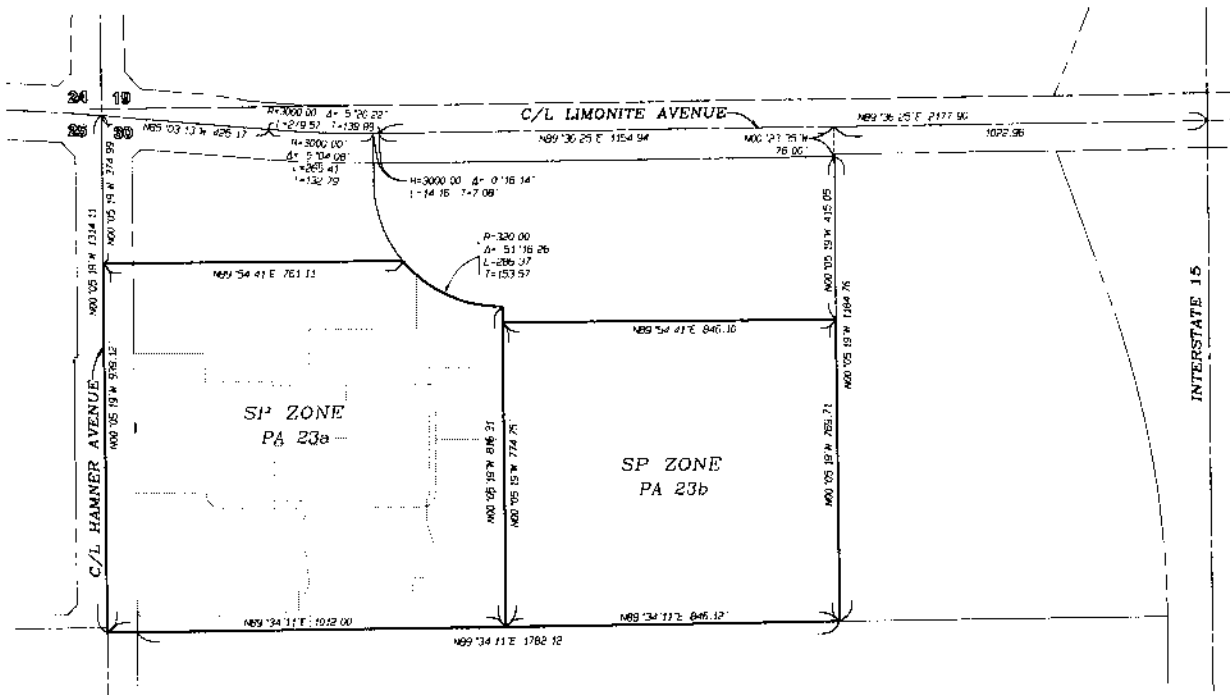 24 19
25 30
N85°03'13"W 426.17'
R=3000.00' Δ= 5°20'22"
L=279.57' T=139.89'
C/L LIMONITE AVENUE
N89°36'25"E 2177.90'
N89°36'25"E 1154.94'
N00°23'35"W
76.00'
1022.96'
R=3000.00'
Δ= 5°04'08"
L=265.41'
T=132.79'
R=3000.00' Δ= 0°16'14"
L=14.16' T=7.08'
R=320.00'
Δ= 51°16'26"
L=286.37'
T=153.57'
N00°05'19"W 374.99'
N00°05'19"W 1314.11'
N00°05'19"W 939.12'
C/L HAMNER AVENUE
N89°54'41"E 761.11'
N00°05'19"W 415.05'
N00°05'19"W 1184.76'
N89°54'41"E 846.10'
INTERSTATE 15
SP ZONE
PA 23a
N00°05'19"W 816.31'
N00°05'19"W 774.75'
SP ZONE
PA 23b
N00°05'19"W 769.71'
N89°34'11"E 1012.00'
N89°34'11"E 846.12'
N89°34'11"E 1782.12'